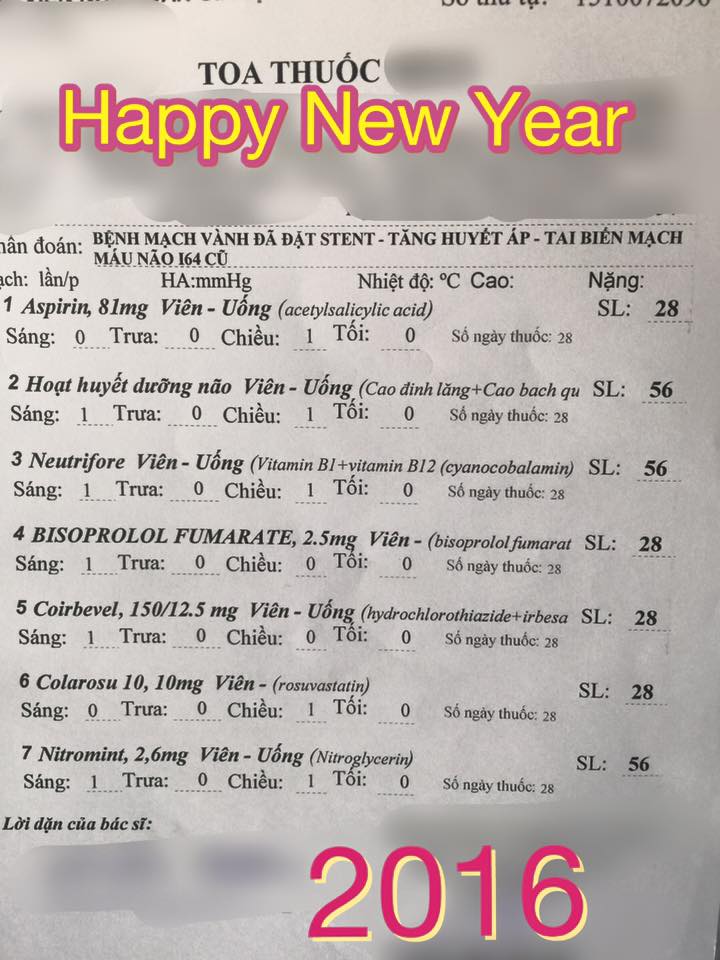 TOA THUỐC
Happy New Year
hân đoán: BỆNH MẠCH VÀNH ĐÃ ĐẶT STENT - TĂNG HUYẾT ÁP - TAI BIẾN MẠCH
MÁU NÃO I64 CŨ
ạch: lần/p HA:mmHg Nhiệt độ: ºC Cao: Nặng:
1 Aspirin, 81mg Viên - Uống (acetylsalicylic acid) SL: 28
Sáng: 0 Trưa: 0 Chiều: 1 Tối: 0 Số ngày thuốc: 28
2 Hoạt huyết dưỡng não Viên - Uống (Cao đinh lăng+Cao bach qu SL: 56
Sáng: 1 Trưa: 0 Chiều: 1 Tối: 0 Số ngày thuốc: 28
3 Neutrifore Viên - Uống (Vitamin B1+vitamin B12 (cyanocobalamin) SL: 56
Sáng: 1 Trưa: 0 Chiều: 1 Tối: 0 Số ngày thuốc: 28
4 BISOPROLOL FUMARATE, 2.5mg Viên - (bisoprolol fumarat SL: 28
Sáng: 1 Trưa: 0 Chiều: 0 Tối: 0 Số ngày thuốc: 28
5 Coirbevel, 150/12.5 mg Viên - Uống (hydrochlorothiazide+irbesa SL: 28
Sáng: 1 Trưa: 0 Chiều: 0 Tối: 0 Số ngày thuốc: 28
6 Colarosu 10, 10mg Viên - (rosuvastatin) SL: 28
Sáng: 0 Trưa: 0 Chiều: 1 Tối: 0 Số ngày thuốc: 28
7 Nitromint, 2,6mg Viên - Uống (Nitroglycerin) SL: 56
Sáng: 1 Trưa: 0 Chiều: 1 Tối: 0 Số ngày thuốc: 28
Lời dặn của bác sĩ:
2016